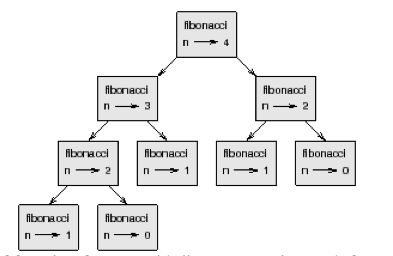 fibonacci
n → 4
fibonacci
n → 3
fibonacci
n → 2
fibonacci
n → 2
fibonacci
n → 1
fibonacci
n → 1
fibonacci
n → 0
fibonacci
n → 1
fibonacci
n → 0